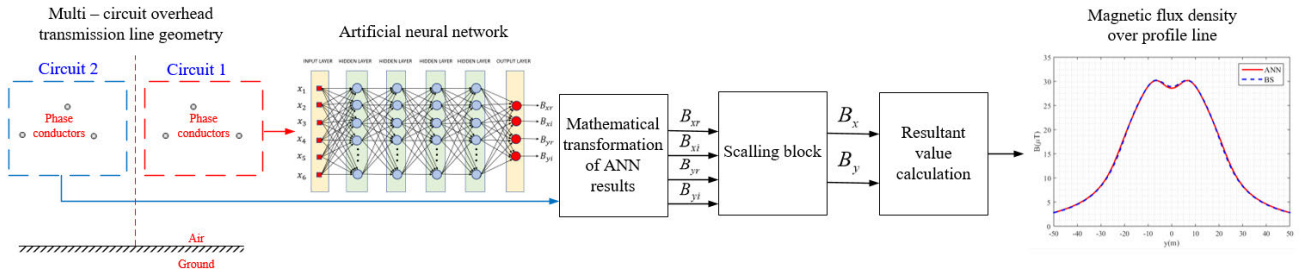 Multi – circuit overhead
transmission line geometry
Circuit 2
Circuit 1
Phase
conductors
Phase
conductors
Air
Ground
Artificial neural network
INPUT LAYER
HIDDEN LAYER
HIDDEN LAYER
HIDDEN LAYER
HIDDEN LAYER
OUTPUT LAYER
x₁
x₂
x₃
x₄
x₅
x₆
Bxr
Bxi
Byr
Byi
Mathematical
transformation
of ANN
results
Bxr
Bxi
Byr
Byi
Scalling block
Bx
By
Resultant
value
calculation
Magnetic flux density
over profile line
ANN
BS
B(μT)
35
30
25
20
15
10
5
0
-50 -40 -30 -20 -10 0 10 20 30 40 50
y(m)